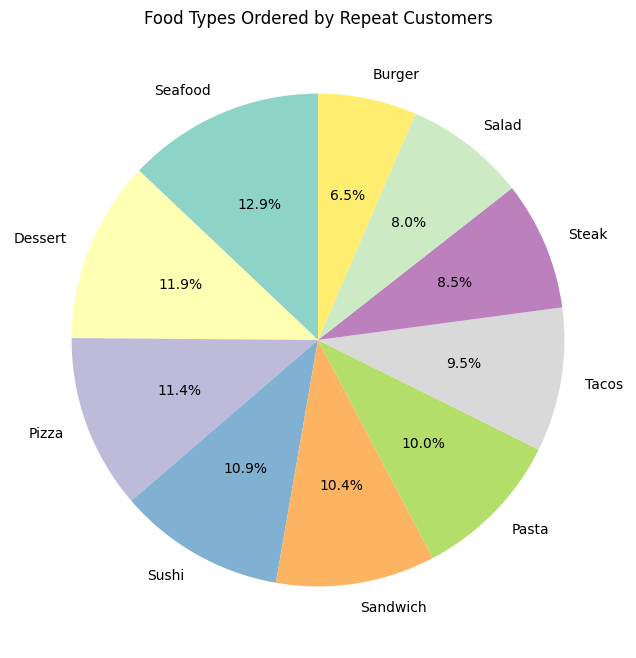 Food Types Ordered by Repeat Customers
Burger
Seafood
Salad
6.5%
12.9%
8.0%
Steak
Dessert
8.5%
11.9%
9.5%
Tacos
11.4%
Pizza
10.0%
10.9%
10.4%
Pasta
Sushi
Sandwich